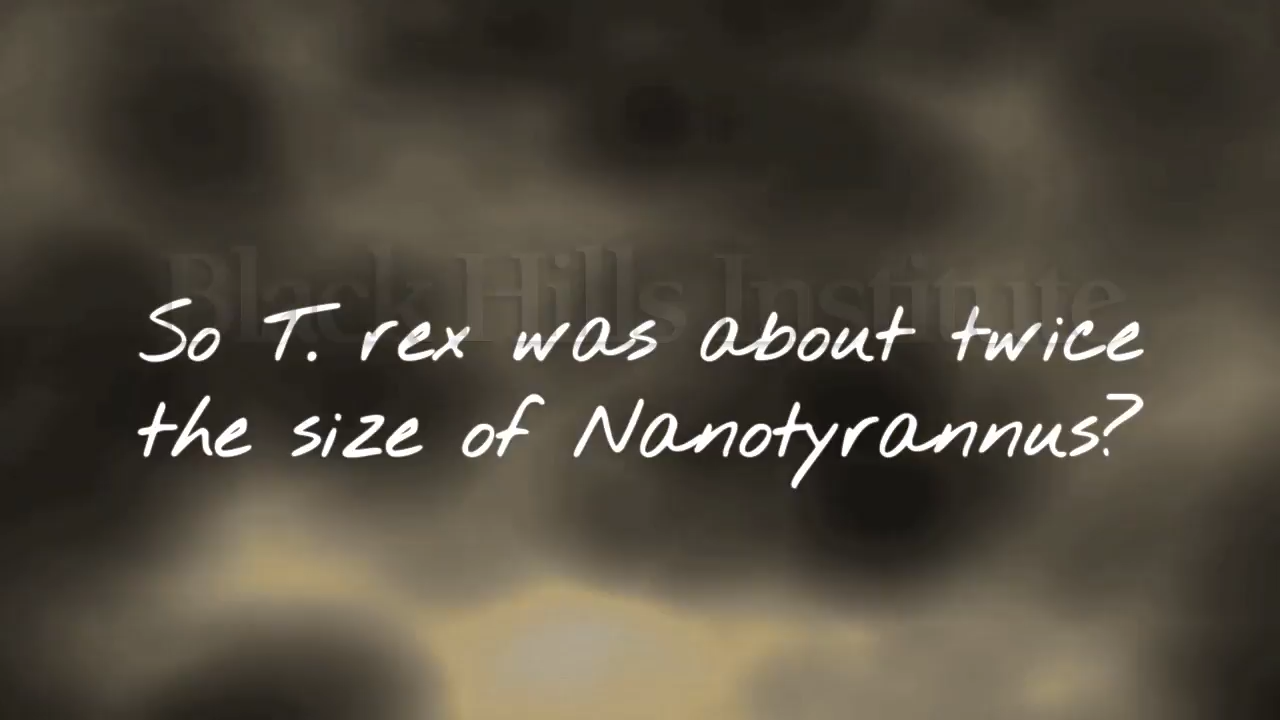 Black Hills Institute
So T. rex was about twice
the size of Nanotyrannus?